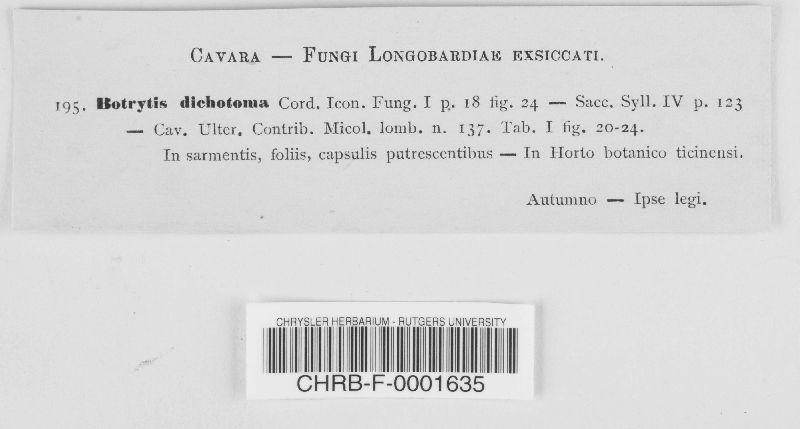 CAVARA — FUNGI LONGOBARDIAE EXSICCATI.
195. Botrytis dichotoma Cord. Icon. Fung. I p. 18 fig. 24 — Sacc. Syll. IV p. 123
— Cav. Ulter. Contrib. Micol. lomb. n. 137. Tab. I fig. 20-24.
In sarmentis, foliis, capsulis putrescentibus — In Horto botanico ticinensi.
Autumno — Ipse legi.
CHRYSLER HERBARIUM - RUTGERS UNIVERSITY
CHRB-F-0001635